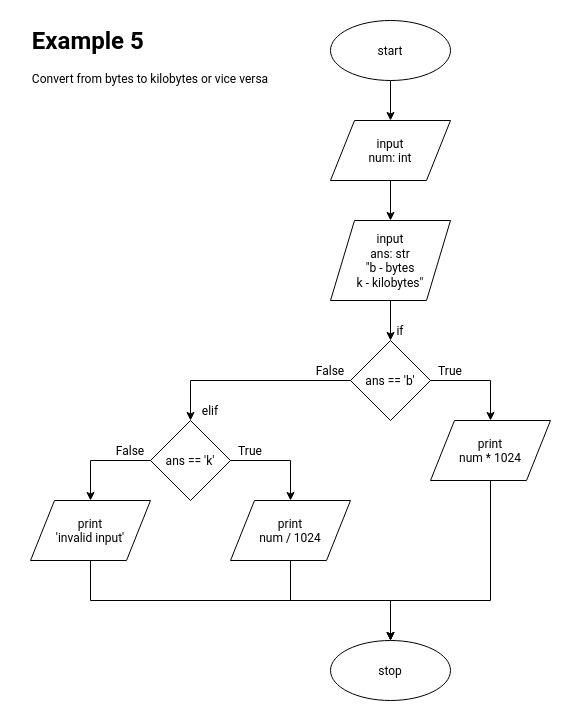 Example 5
Convert from bytes to kilobytes or vice versa
start
input
num: int
input
ans: str
"b - bytes
k - kilobytes"
if
False
ans == 'b'
True
elif
False
ans == 'k'
True
print
num * 1024
print
'invalid input'
print
num / 1024
stop